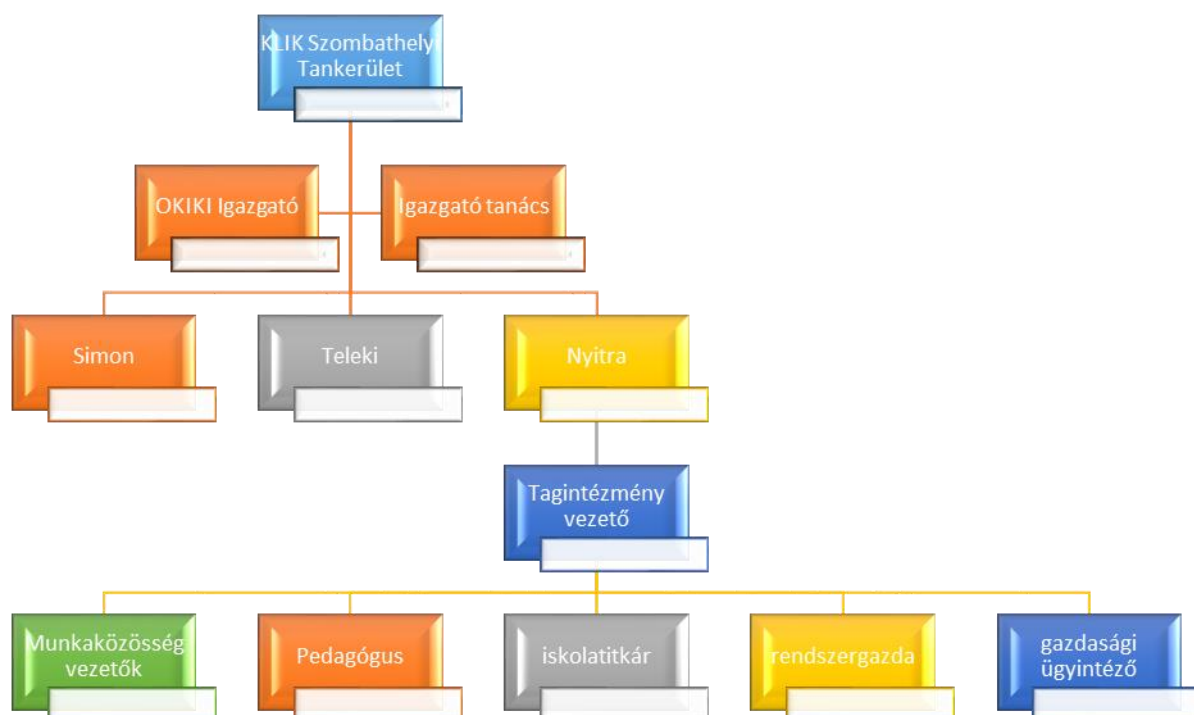 KLIK Szombathelyi
Tankerület
OKIKI Igazgató
Igazgató tanács
Simon
Teleki
Nyitra
Tagintézmény
vezető
Munkaközösség
vezetők
Pedagógus
iskolatitkár
rendszergazda
gazdasági
ügyintéző